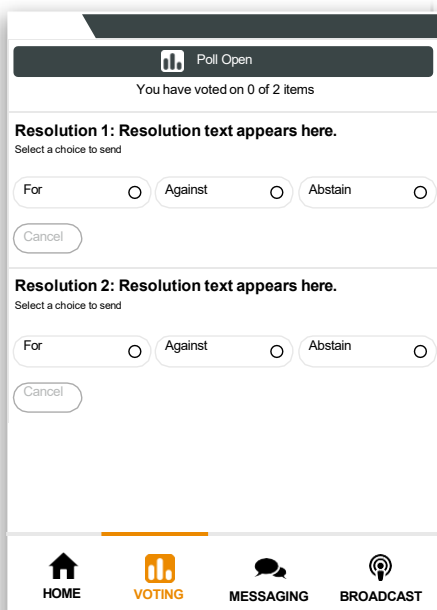 Poll Open
You have voted on 0 of 2 items
Resolution 1: Resolution text appears here.
Select a choice to send
For Against Abstain
Cancel
Resolution 2: Resolution text appears here.
Select a choice to send
For Against Abstain
Cancel
HOME VOTING MESSAGING BROADCAST